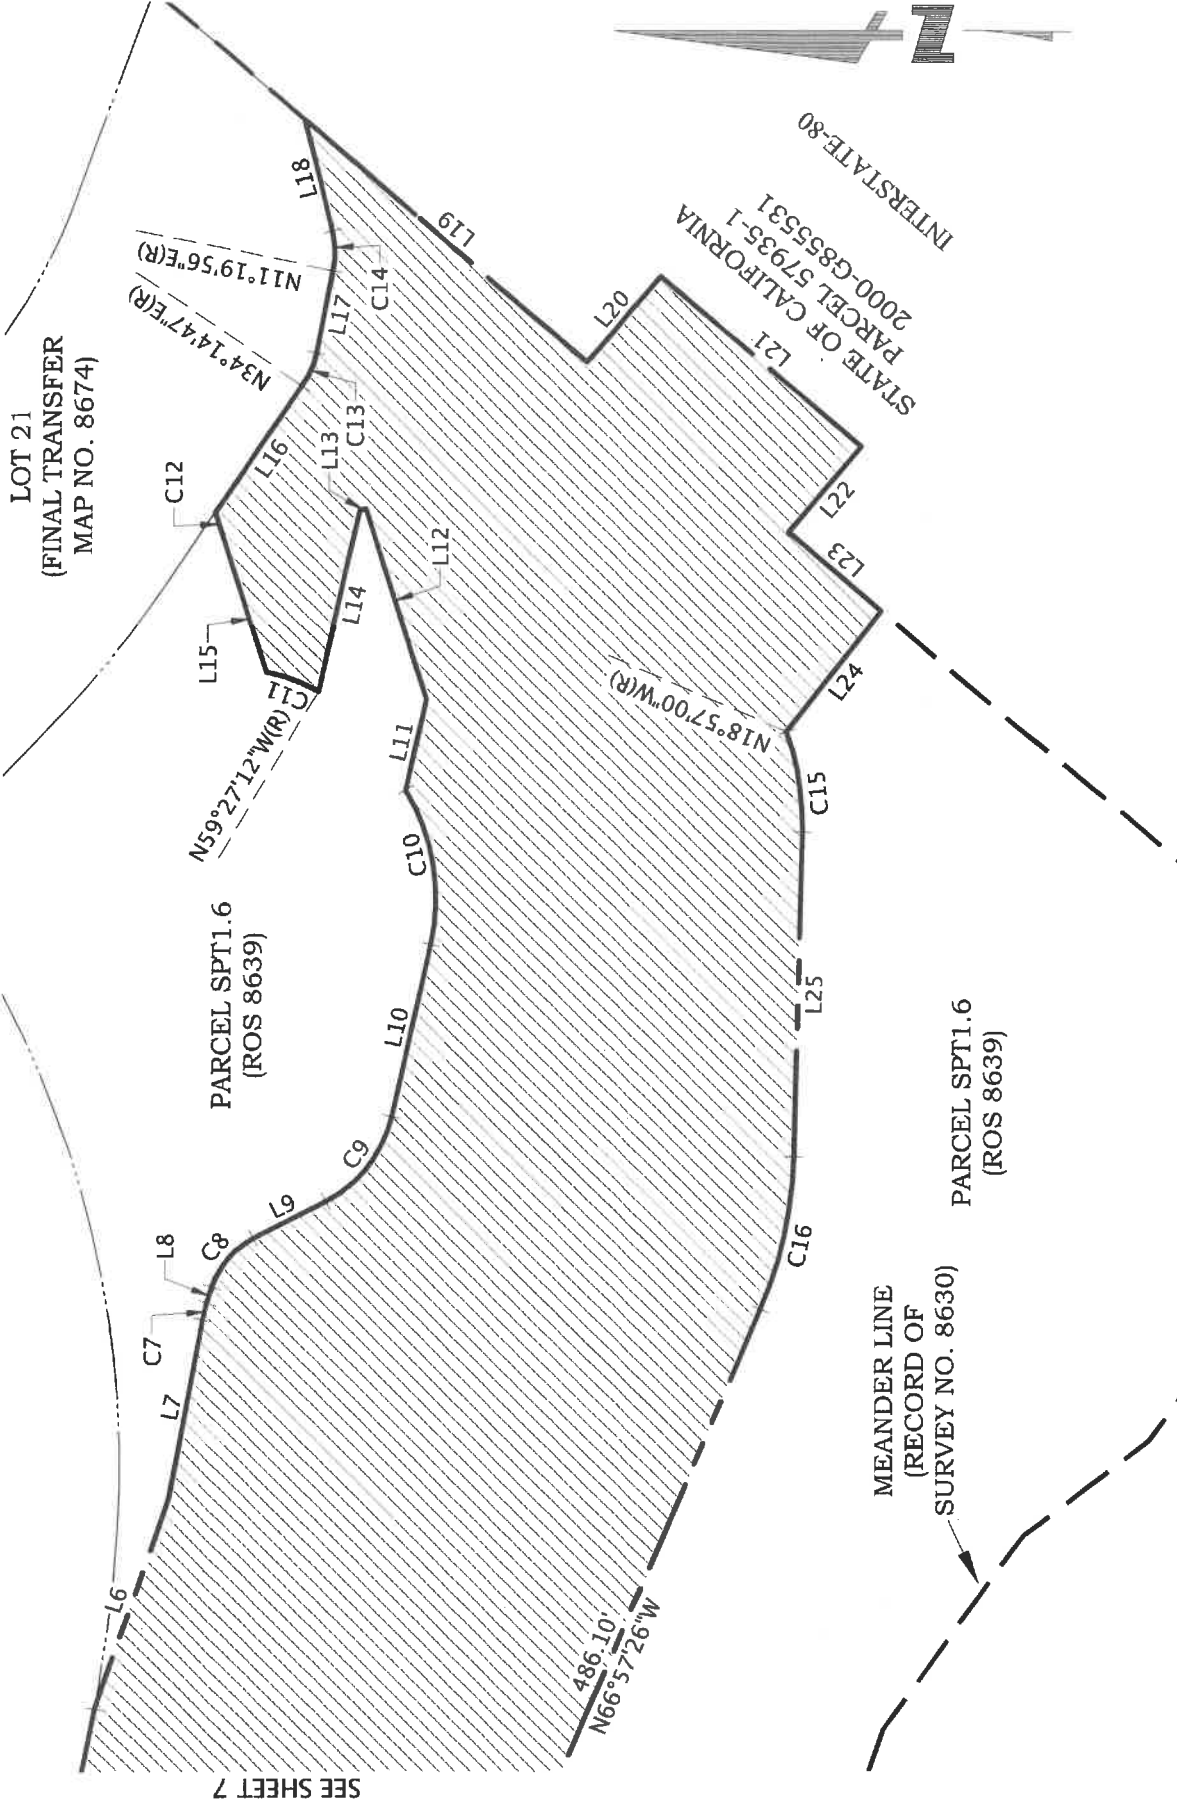 LOT 21
(FINAL TRANSFER
MAP NO. 8674)
N11°19'56"E(R)
N34°14'47"E(R)
L18
L17
C14
C13
L13
L16
C12
L15
L14
L12
C11
N59°27'12"W(R)
L11
C10
L10
C9
L9
C8
L8
C7
L7
L6
PARCEL SPT1.6
(ROS 8639)
L19
L20
L21
L22
L23
L24
N18°57'00"W(R)
C15
L25
C16
486.10'
N66°57'26"W
INTERSTATE-80
STATE OF CALIFORNIA
PARCEL 57935-1
2000-G855531
PARCEL SPT1.6
(ROS 8639)
MEANDER LINE
(RECORD OF
SURVEY NO. 8630)
SEE SHEET 7
N